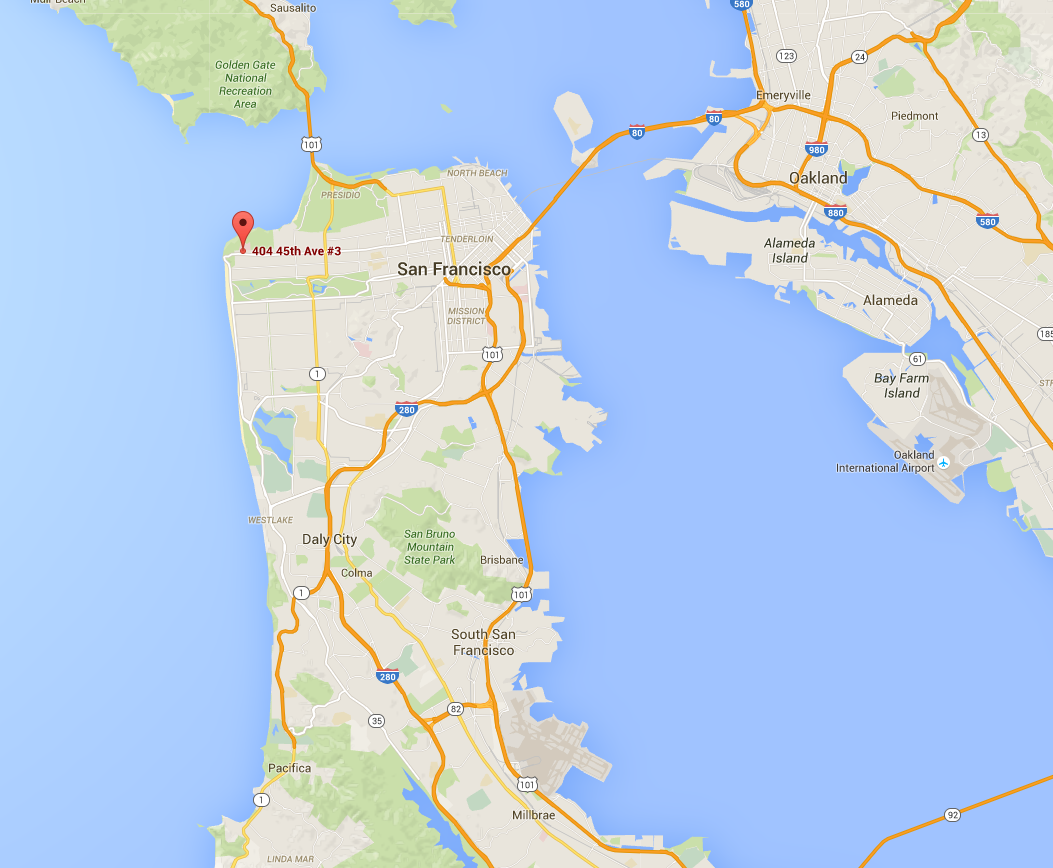 Muir Beach
Sausalito
580
Golden Gate
National
Recreation
Area
123
24
Emeryville
Piedmont
80
80
13
101
980
NORTH BEACH
Oakland
PRESIDIO
880
580
404 45th Ave #3
TENDERLOIN
Alameda
Island
San Francisco
Alameda
MISSION
DISTRICT
185
101
61
1
Bay Farm
Island
280
Oakland
International Airport
WESTLAKE
Daly City
San Bruno
Mountain
State Park
Brisbane
Colma
1
101
South San
Francisco
280
82
35
Pacifica
101
1
Millbrae
92
LINDA MAR